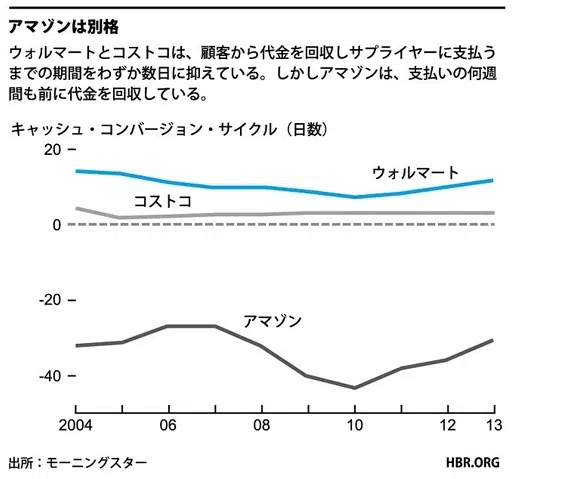 アマゾンは別格
ウォルマートとコストコは、顧客から代金を回収しサプライヤーに支払う
までの期間をわずか数日に抑えている。しかしアマゾンは、支払いの何週
間も前に代金を回収している。
キャッシュ・コンバージョン・サイクル（日数）
20
ウォルマート
コストコ
0
-20
アマゾン
-40
2004 06 08 10 12 13
出所：モーニングスター HBR.ORG